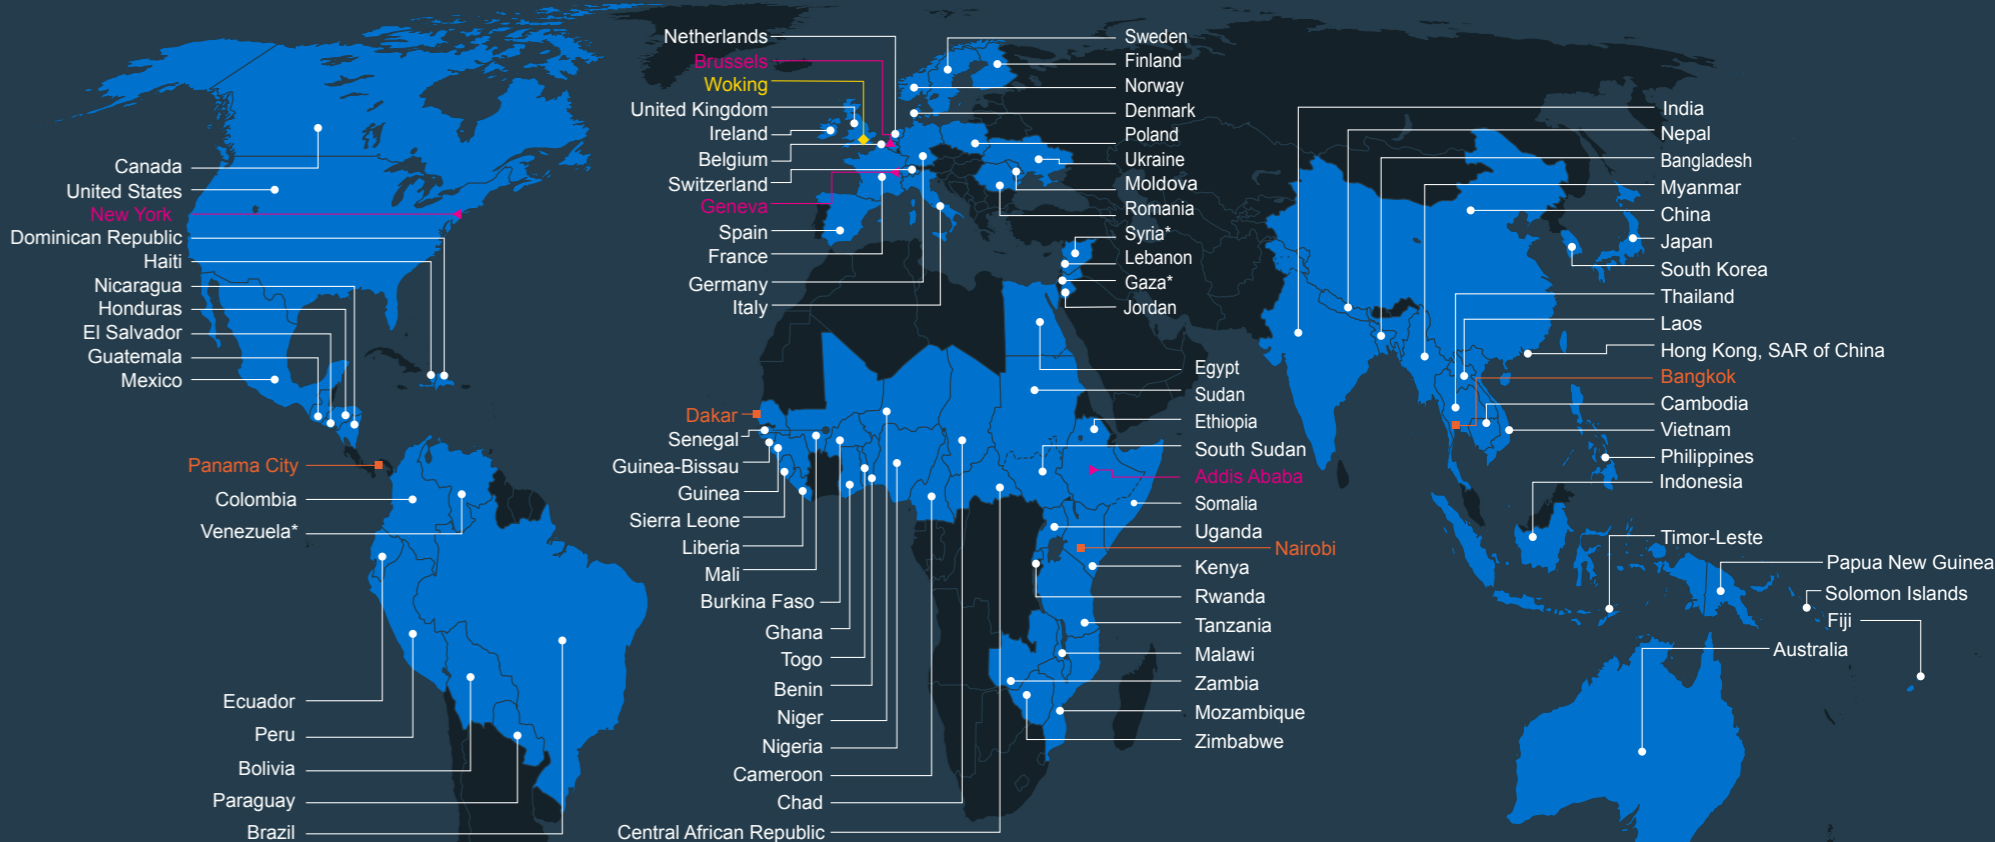 Canada
United States
New York
Dominican Republic
Haiti
Nicaragua
Honduras
El Salvador
Guatemala
Mexico
Panama City
Colombia
Venezuela*
Ecuador
Peru
Bolivia
Paraguay
Brazil
Netherlands
Brussels
Woking
United Kingdom
Ireland
Belgium
Switzerland
Geneva
Spain
France
Germany
Italy
Dakar
Senegal
Guinea-Bissau
Guinea
Sierra Leone
Liberia
Mali
Burkina Faso
Ghana
Togo
Benin
Niger
Nigeria
Cameroon
Chad
Central African Republic
Sweden
Finland
Norway
Denmark
Poland
Ukraine
Moldova
Romania
Syria*
Lebanon
Gaza*
Jordan
Egypt
Sudan
Ethiopia
South Sudan
Addis Ababa
Somalia
Uganda
Nairobi
Kenya
Rwanda
Tanzania
Malawi
Zambia
Mozambique
Zimbabwe
India
Nepal
Bangladesh
Myanmar
China
Japan
South Korea
Thailand
Laos
Hong Kong, SAR of China
Bangkok
Cambodia
Vietnam
Philippines
Indonesia
Timor-Leste
Papua New Guinea
Solomon Islands
Fiji
Australia